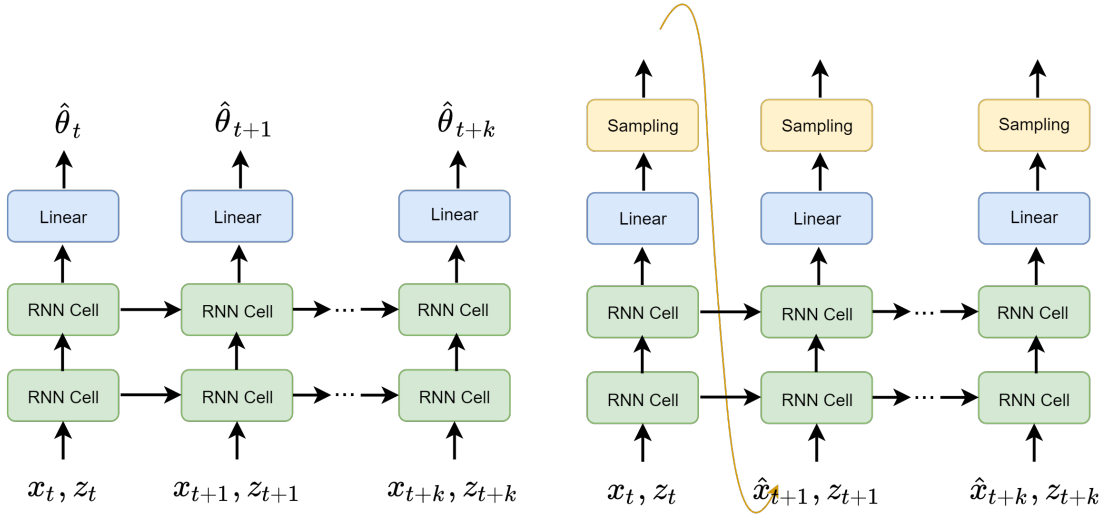 θ̂_t θ̂_{t+1} θ̂_{t+k}
Linear Linear Linear
RNN Cell RNN Cell ... RNN Cell
RNN Cell RNN Cell ... RNN Cell
x_t, z_t x_{t+1}, z_{t+1} x_{t+k}, z_{t+k}
Sampling Sampling Sampling
Linear Linear Linear
RNN Cell RNN Cell ... RNN Cell
RNN Cell RNN Cell ... RNN Cell
x_t, z_t x̂_{t+1}, z_{t+1} x̂_{t+k}, z_{t+k}